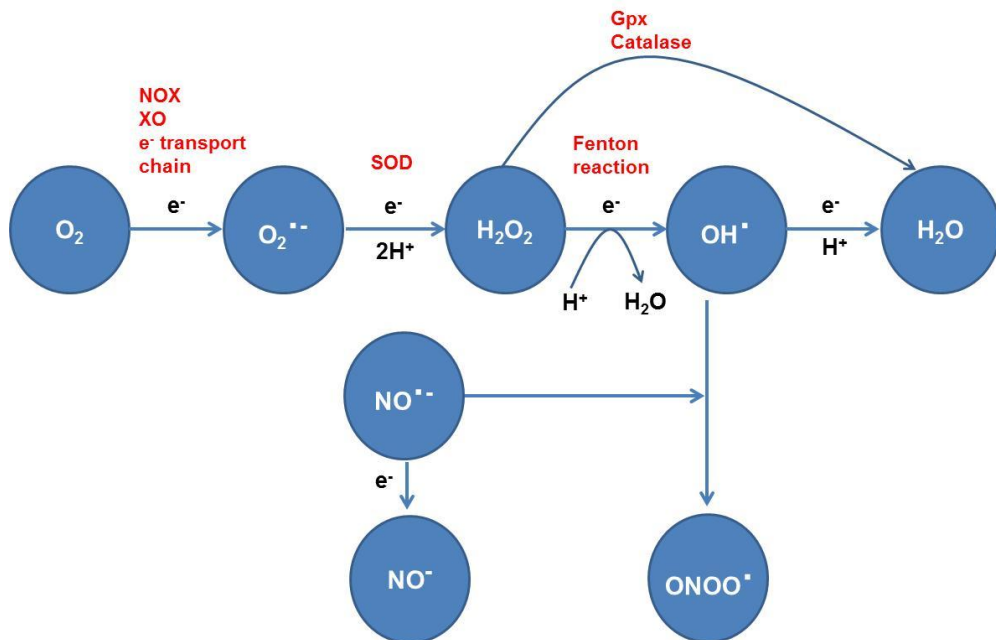 Gpx
Catalase
NOX
XO
e⁻ transport
chain
SOD
Fenton
reaction
O₂
e⁻
O₂▪⁻
e⁻
2H⁺
H₂O₂
e⁻
H⁺
H₂O
OH▪
e⁻
H⁺
H₂O
NO▪⁻
e⁻
NO⁻
ONOO▪